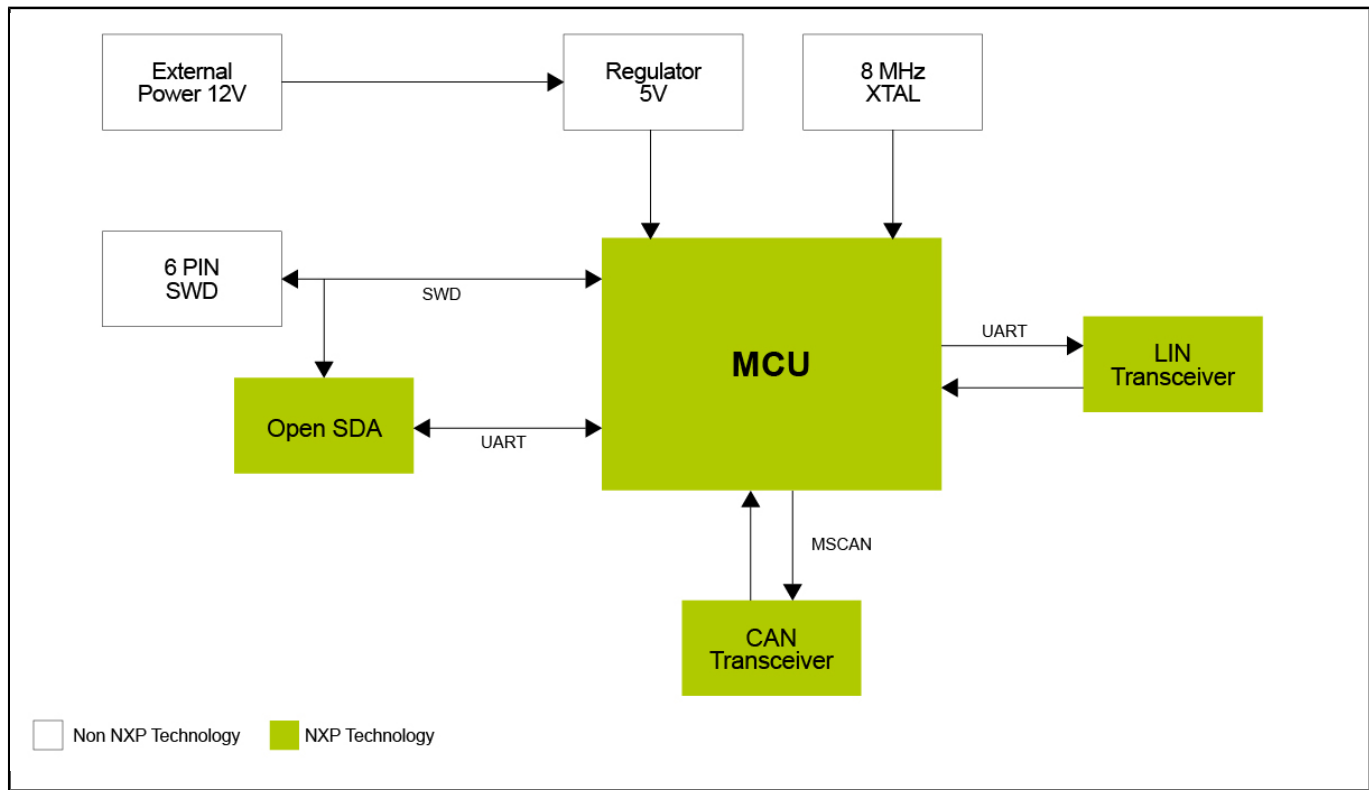 External
Power 12V
Regulator
5V
8 MHz
XTAL
6 PIN
SWD
SWD
MCU
UART
LIN
Transceiver
Open SDA
UART
MSCAN
CAN
Transceiver
Non NXP Technology
NXP Technology